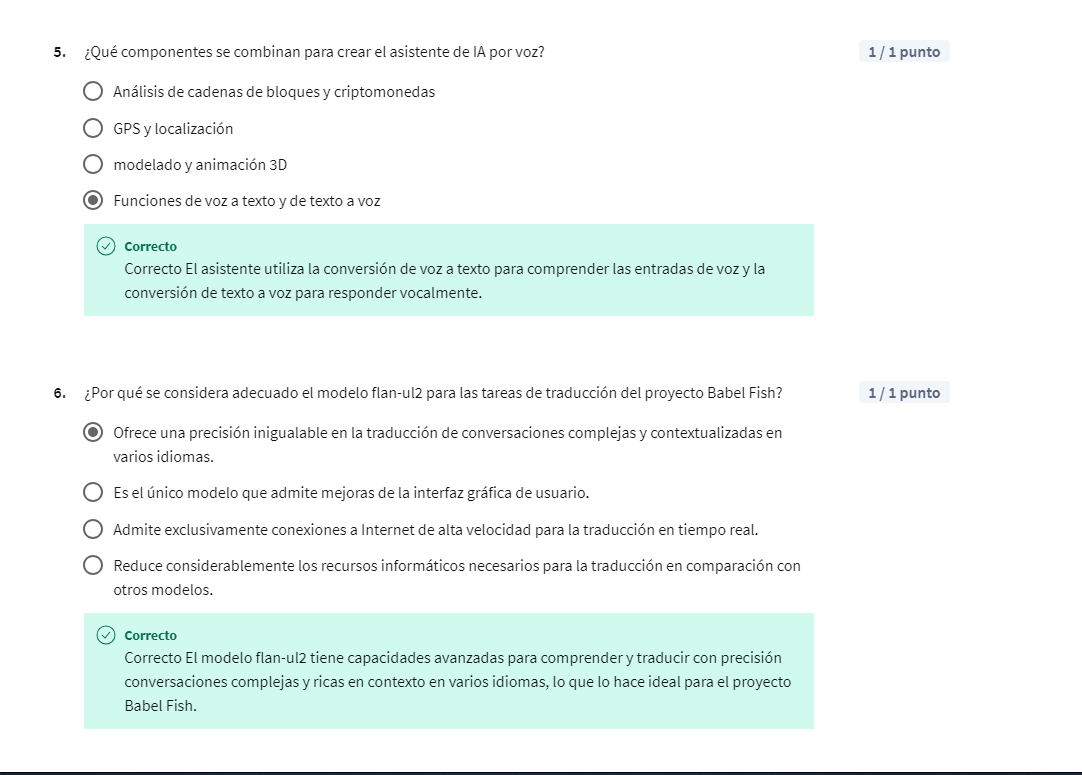 5. ¿Qué componentes se combinan para crear el asistente de IA por voz? 1 / 1 punto
Análisis de cadenas de bloques y criptomonedas
GPS y localización
modelado y animación 3D
Funciones de voz a texto y de texto a voz
Correcto
Correcto El asistente utiliza la conversión de voz a texto para comprender las entradas de voz y la
conversión de texto a voz para responder vocalmente.
6. ¿Por qué se considera adecuado el modelo flan-ul2 para las tareas de traducción del proyecto Babel Fish? 1 / 1 punto
Ofrece una precisión inigualable en la traducción de conversaciones complejas y contextualizadas en
varios idiomas.
Es el único modelo que admite mejoras de la interfaz gráfica de usuario.
Admite exclusivamente conexiones a Internet de alta velocidad para la traducción en tiempo real.
Reduce considerablemente los recursos informáticos necesarios para la traducción en comparación con
otros modelos.
Correcto
Correcto El modelo flan-ul2 tiene capacidades avanzadas para comprender y traducir con precisión
conversaciones complejas y ricas en contexto en varios idiomas, lo que lo hace ideal para el proyecto
Babel Fish.